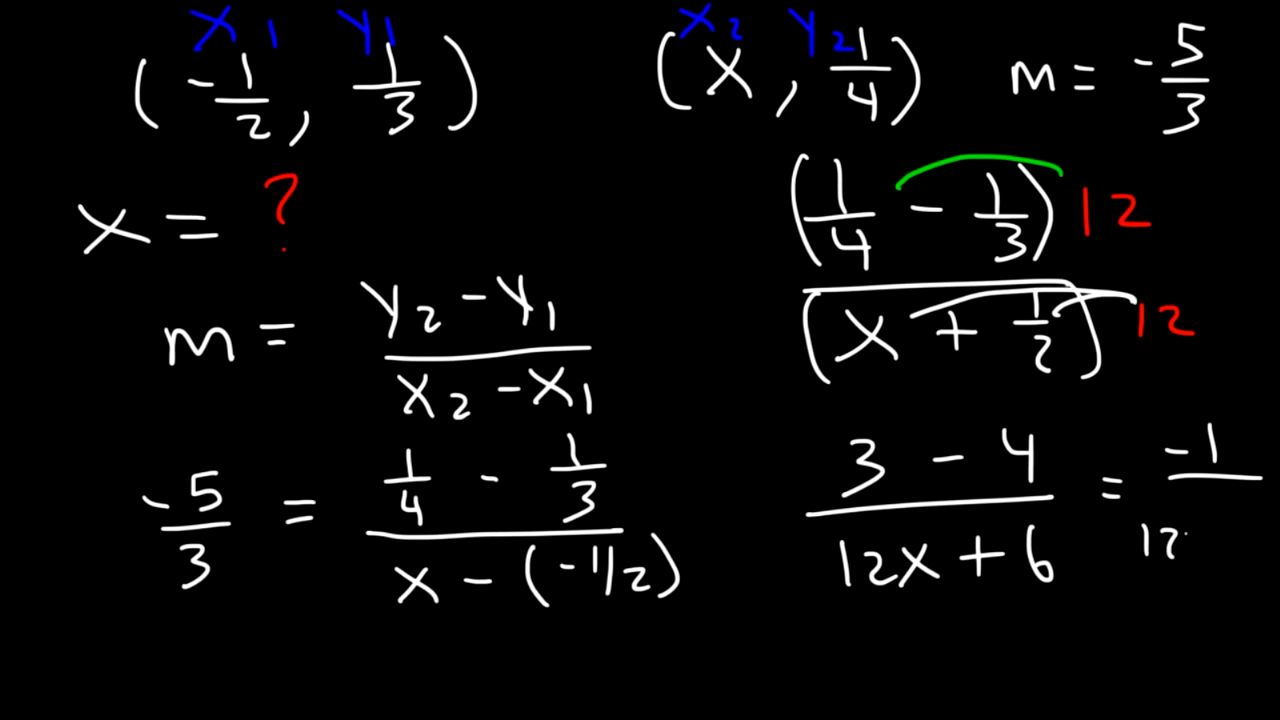 x₁ y₁ x₂ y₂
(-1/2, 1/3) (x, 1/4) m = -5/3
x = ?
(1/4 - 1/3) 12
m = y₂ - y₁ / x₂ - x₁
(x + 1/2) 12
-5/3 = 1/4 - 1/3 / x - (-1/2)
3 - 4 / 12x + 6 = -1 / 12